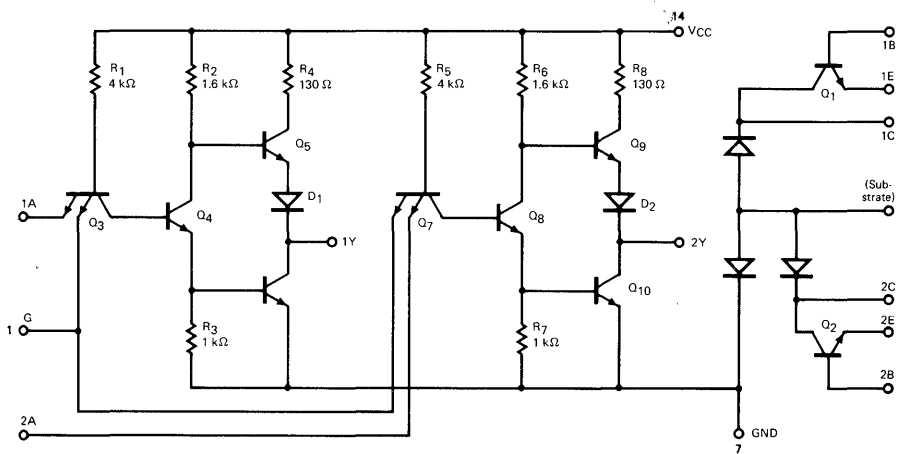 14
VCC
1B
R1
4 kΩ
R2
1.6 kΩ
R4
130 Ω
R5
4 kΩ
R6
1.6 kΩ
R8
130 Ω
Q1
1E
1C
Q5
Q9
1A
Q3
Q4
D1
Q7
Q8
D2
(Sub-
strate)
1Y
2Y
Q10
2C
1 G
R3
1 kΩ
R7
1 kΩ
Q2
2E
2B
2A
GND
7